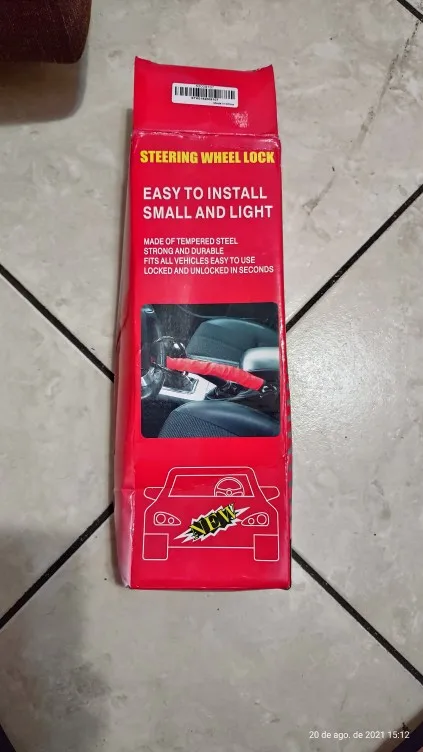 STEERING WHEEL LOCK
EASY TO INSTALL
SMALL AND LIGHT
MADE OF TEMPERED STEEL
STRONG AND DURABLE
FITS ALL VEHICLES EASY TO USE
LOCKED AND UNLOCKED IN SECONDS
NEW
20 de ago. de 2021 15:12